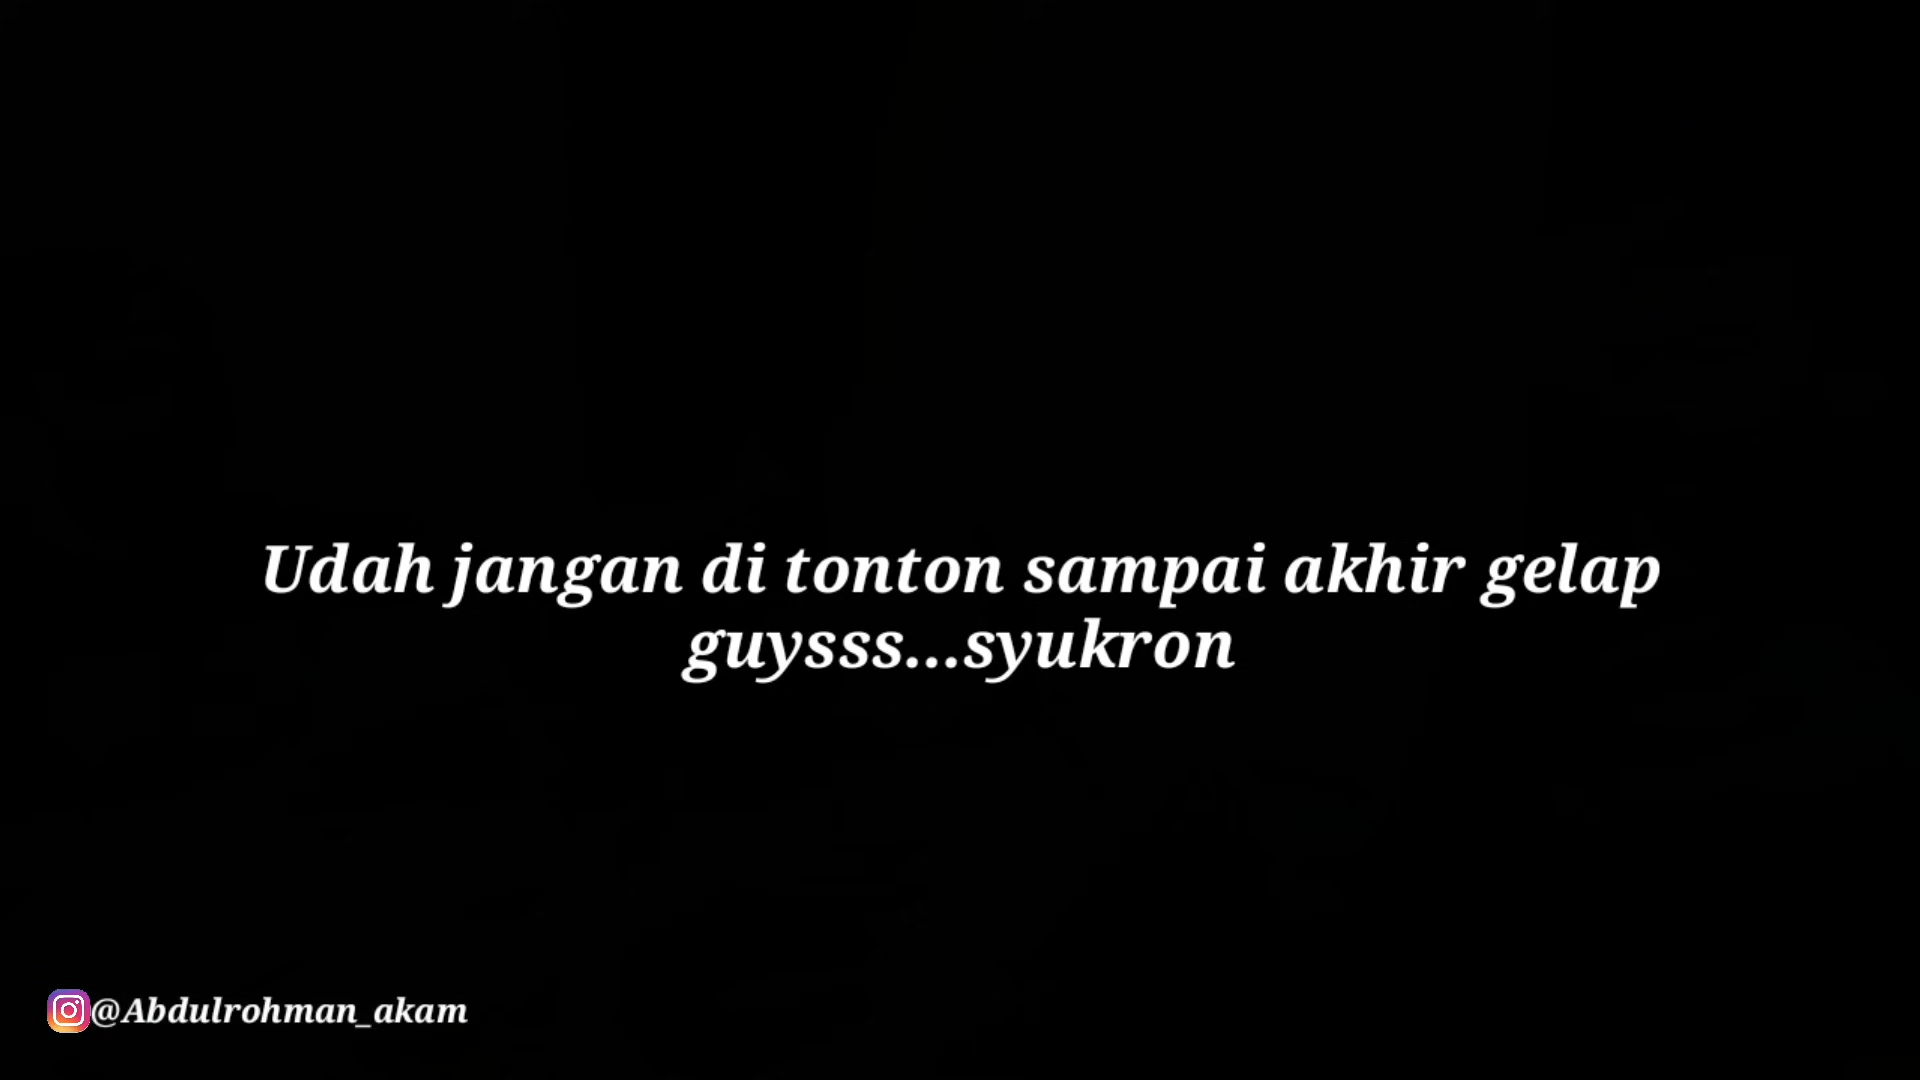 Udah jangan di tonton sampai akhir gelap
guysss...syukron
@Abdulrohman_akam